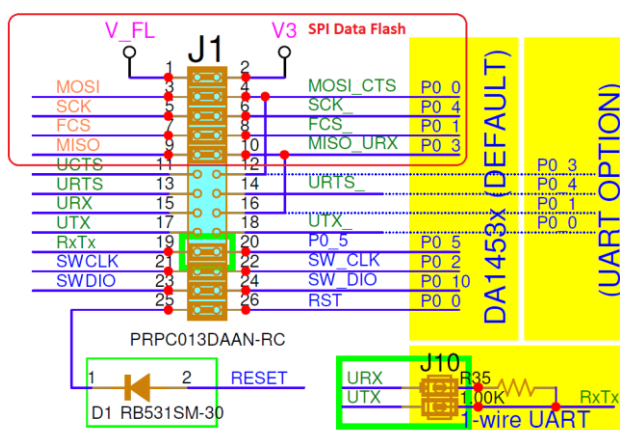 V_FL J1 V3 SPI Data Flash
1 2
MOSI 3 4 MOSI_CTS P0_0
SCK 5 6 SCK_ P0_4
FCS 7 8 FCS_ P0_1
MISO 9 10 MISO_URX P0_3
UCTS 11 12 P0_3
URTS 13 14 URTS_ P0_4
URX 15 16 P0_1
UTX 17 18 UTX_ P0_0
RxTx 19 20 P0_5 P0_5
SWCLK 21 22 SW_CLK P0_2
SWDIO 23 24 SW_DIO P0_10
25 26 RST P0_0
DA1453x (DEFAULT)
(UART OPTION)
PRPC013DAAN-RC
1 2 RESET
D1 RB531SM-30
J10
URX R35
UTX 1.00K RxTx
1-wire UART